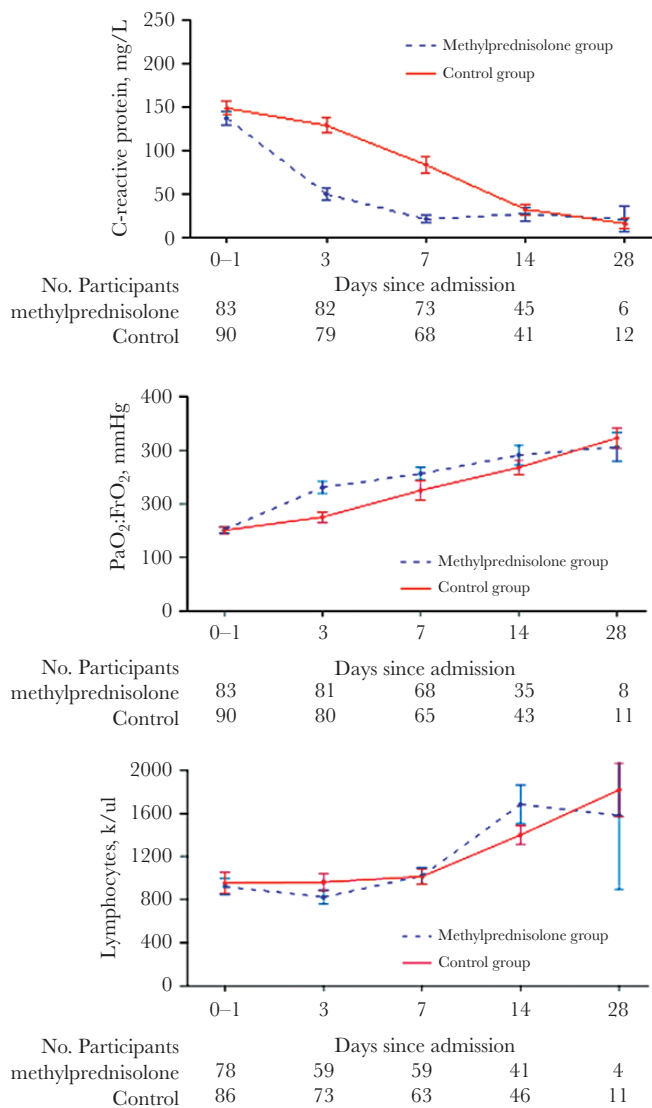 250
200
150
100
50
0
C-reactive protein, mg/L
Methylprednisolone group
Control group
0–1 3 7 14 28
No. Participants Days since admission
methylprednisolone 83 82 73 45 6
Control 90 79 68 41 12
400
300
300
100
0
PaO₂:FrO₂, mmHg
Methylprednisolone group
Control group
0–1 3 7 14 28
No. Participants Days since admission
methylprednisolone 83 81 68 35 8
Control 90 80 65 43 11
2000
1600
1200
800
400
0
Lymphocytes, k/ul
Methylprednisolone group
Control group
0–1 3 7 14 28
No. Participants Days since admission
methylprednisolone 78 59 59 41 4
Control 86 73 63 46 11